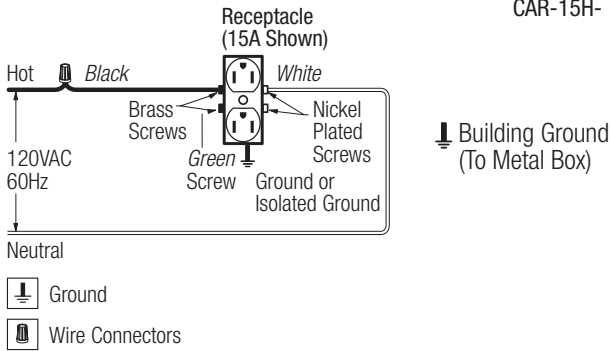 CAR-15H-
Receptacle
(15A Shown)
Hot
Black
White
Brass
Screws
Nickel
Plated
Screws
Green
Screw
Ground or
Isolated Ground
120VAC
60Hz
Building Ground
(To Metal Box)
Neutral
Ground
Wire Connectors